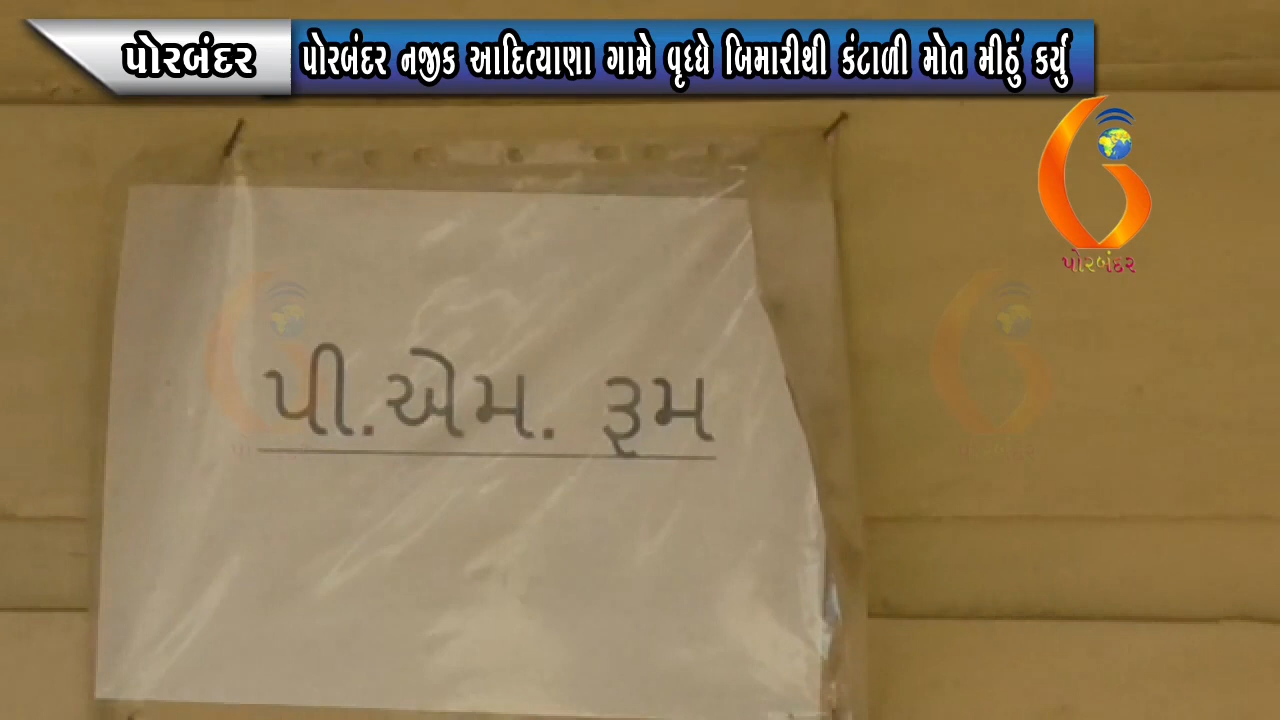 પોરબંદર
પોરબંદર નજીક આદિત્યાણા ગામે વૃધ્ધે બિમારીથી કંટાળી મોત મીઠું કર્યુ
પોરબંદર
પી.એમ. રૂમ